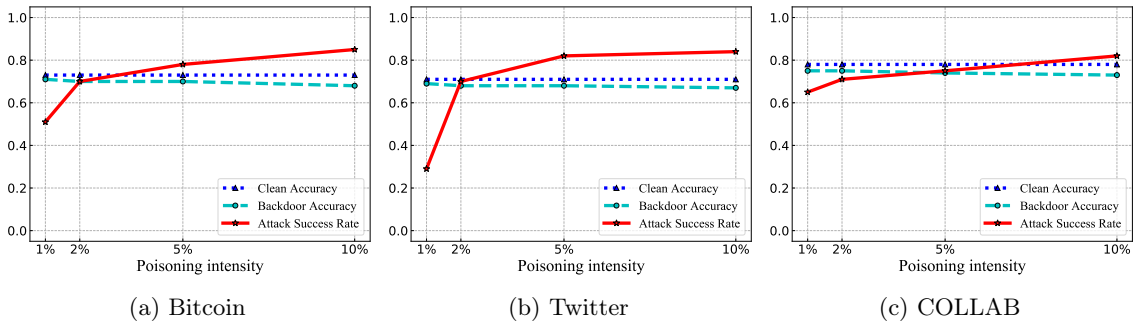 1.0
0.8
0.6
0.4
0.2
0.0
Clean Accuracy
Backdoor Accuracy
Attack Success Rate
1% 2% 5% 10%
Poisoning intensity
(a) Bitcoin
1.0
0.8
0.6
0.4
0.2
0.0
Clean Accuracy
Backdoor Accuracy
Attack Success Rate
1% 2% 5% 10%
Poisoning intensity
(b) Twitter
1.0
0.8
0.6
0.4
0.2
0.0
Clean Accuracy
Backdoor Accuracy
Attack Success Rate
1% 2% 5% 10%
Poisoning intensity
(c) COLLAB